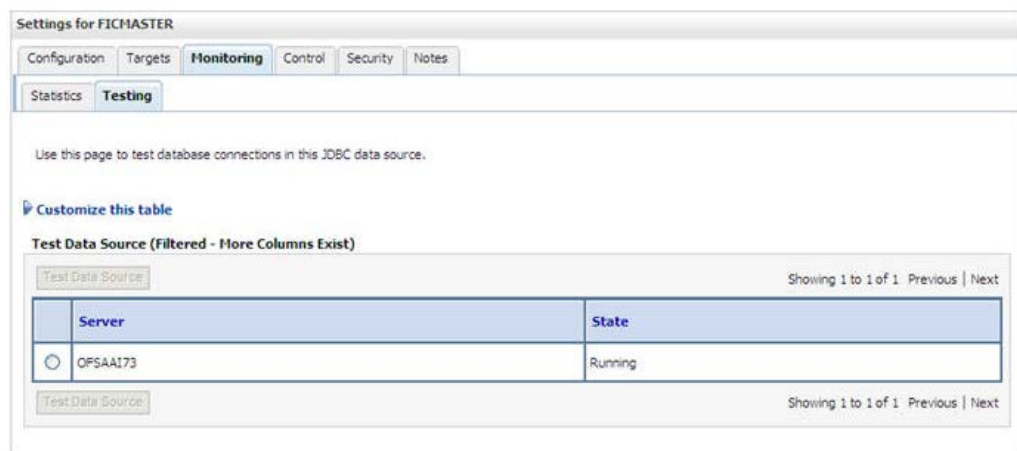 Settings for FICMASTER
Configuration Targets Monitoring Control Security Notes
Statistics Testing
Use this page to test database connections in this JDBC data source.
Customize this table
Test Data Source (Filtered - More Columns Exist)
Test Data Source Showing 1 to 1 of 1 Previous | Next
Server State
OFSAAI73 Running
Test Data Source Showing 1 to 1 of 1 Previous | Next